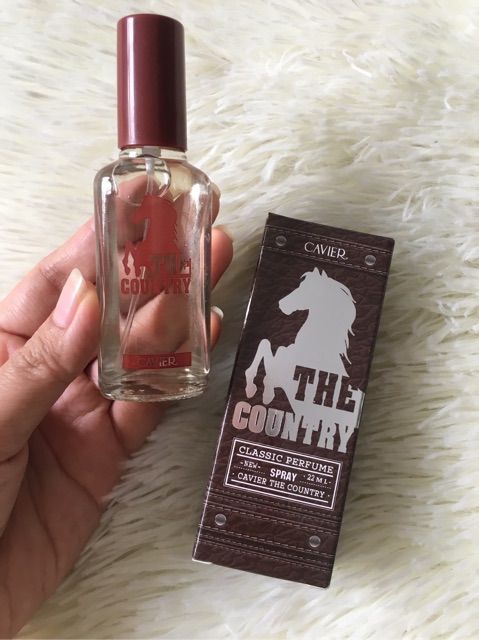 THE
COUNTRY
CAVIER
CAVIER
THE
COUNTRY
CLASSIC PERFUME
-NEW- SPRAY · 22 ML ·
· CAVIER THE COUNTRY ·